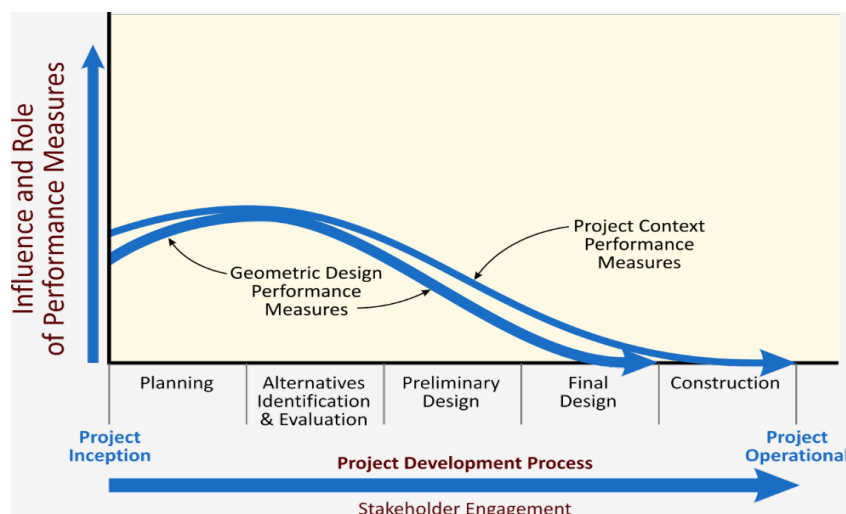 Influence and Role
of Performance Measures
Project Context
Performance
Measures
Geometric Design
Performance
Measures
Planning
Alternatives
Identification
& Evaluation
Preliminary
Design
Final
Design
Construction
Project
Inception
Project
Operational
Project Development Process
Stakeholder Engagement